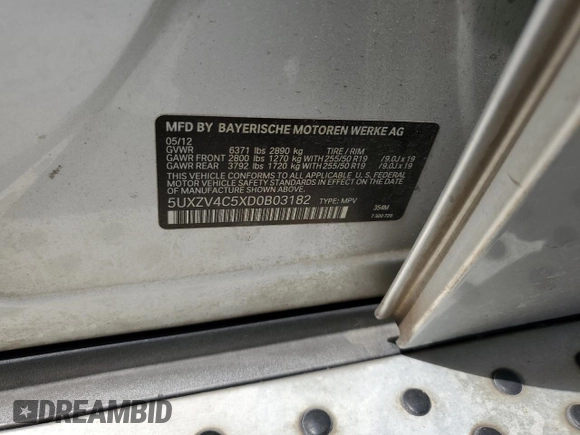 MFD BY BAYERISCHE MOTOREN WERKE AG
05/12
GVWR 6371 lbs 2890 kg TIRE / RIM
GAWR FRONT 2800 lbs 1270 kg WITH 255/50 R19 /9.0J x 19
GAWR REAR 3792 lbs 1720 kg WITH 255/50 R19 /9.0J x 19
THIS VEHICLE CONFORMS TO ALL APPLICABLE U.S. FEDERAL
MOTOR VEHICLE SAFETY STANDARDS IN EFFECT ON THE
DATE OF MANUFACTURE SHOWN ABOVE.
5UXZV4C5XD0B03182 TYPE: MPV 354M
DREAMBID